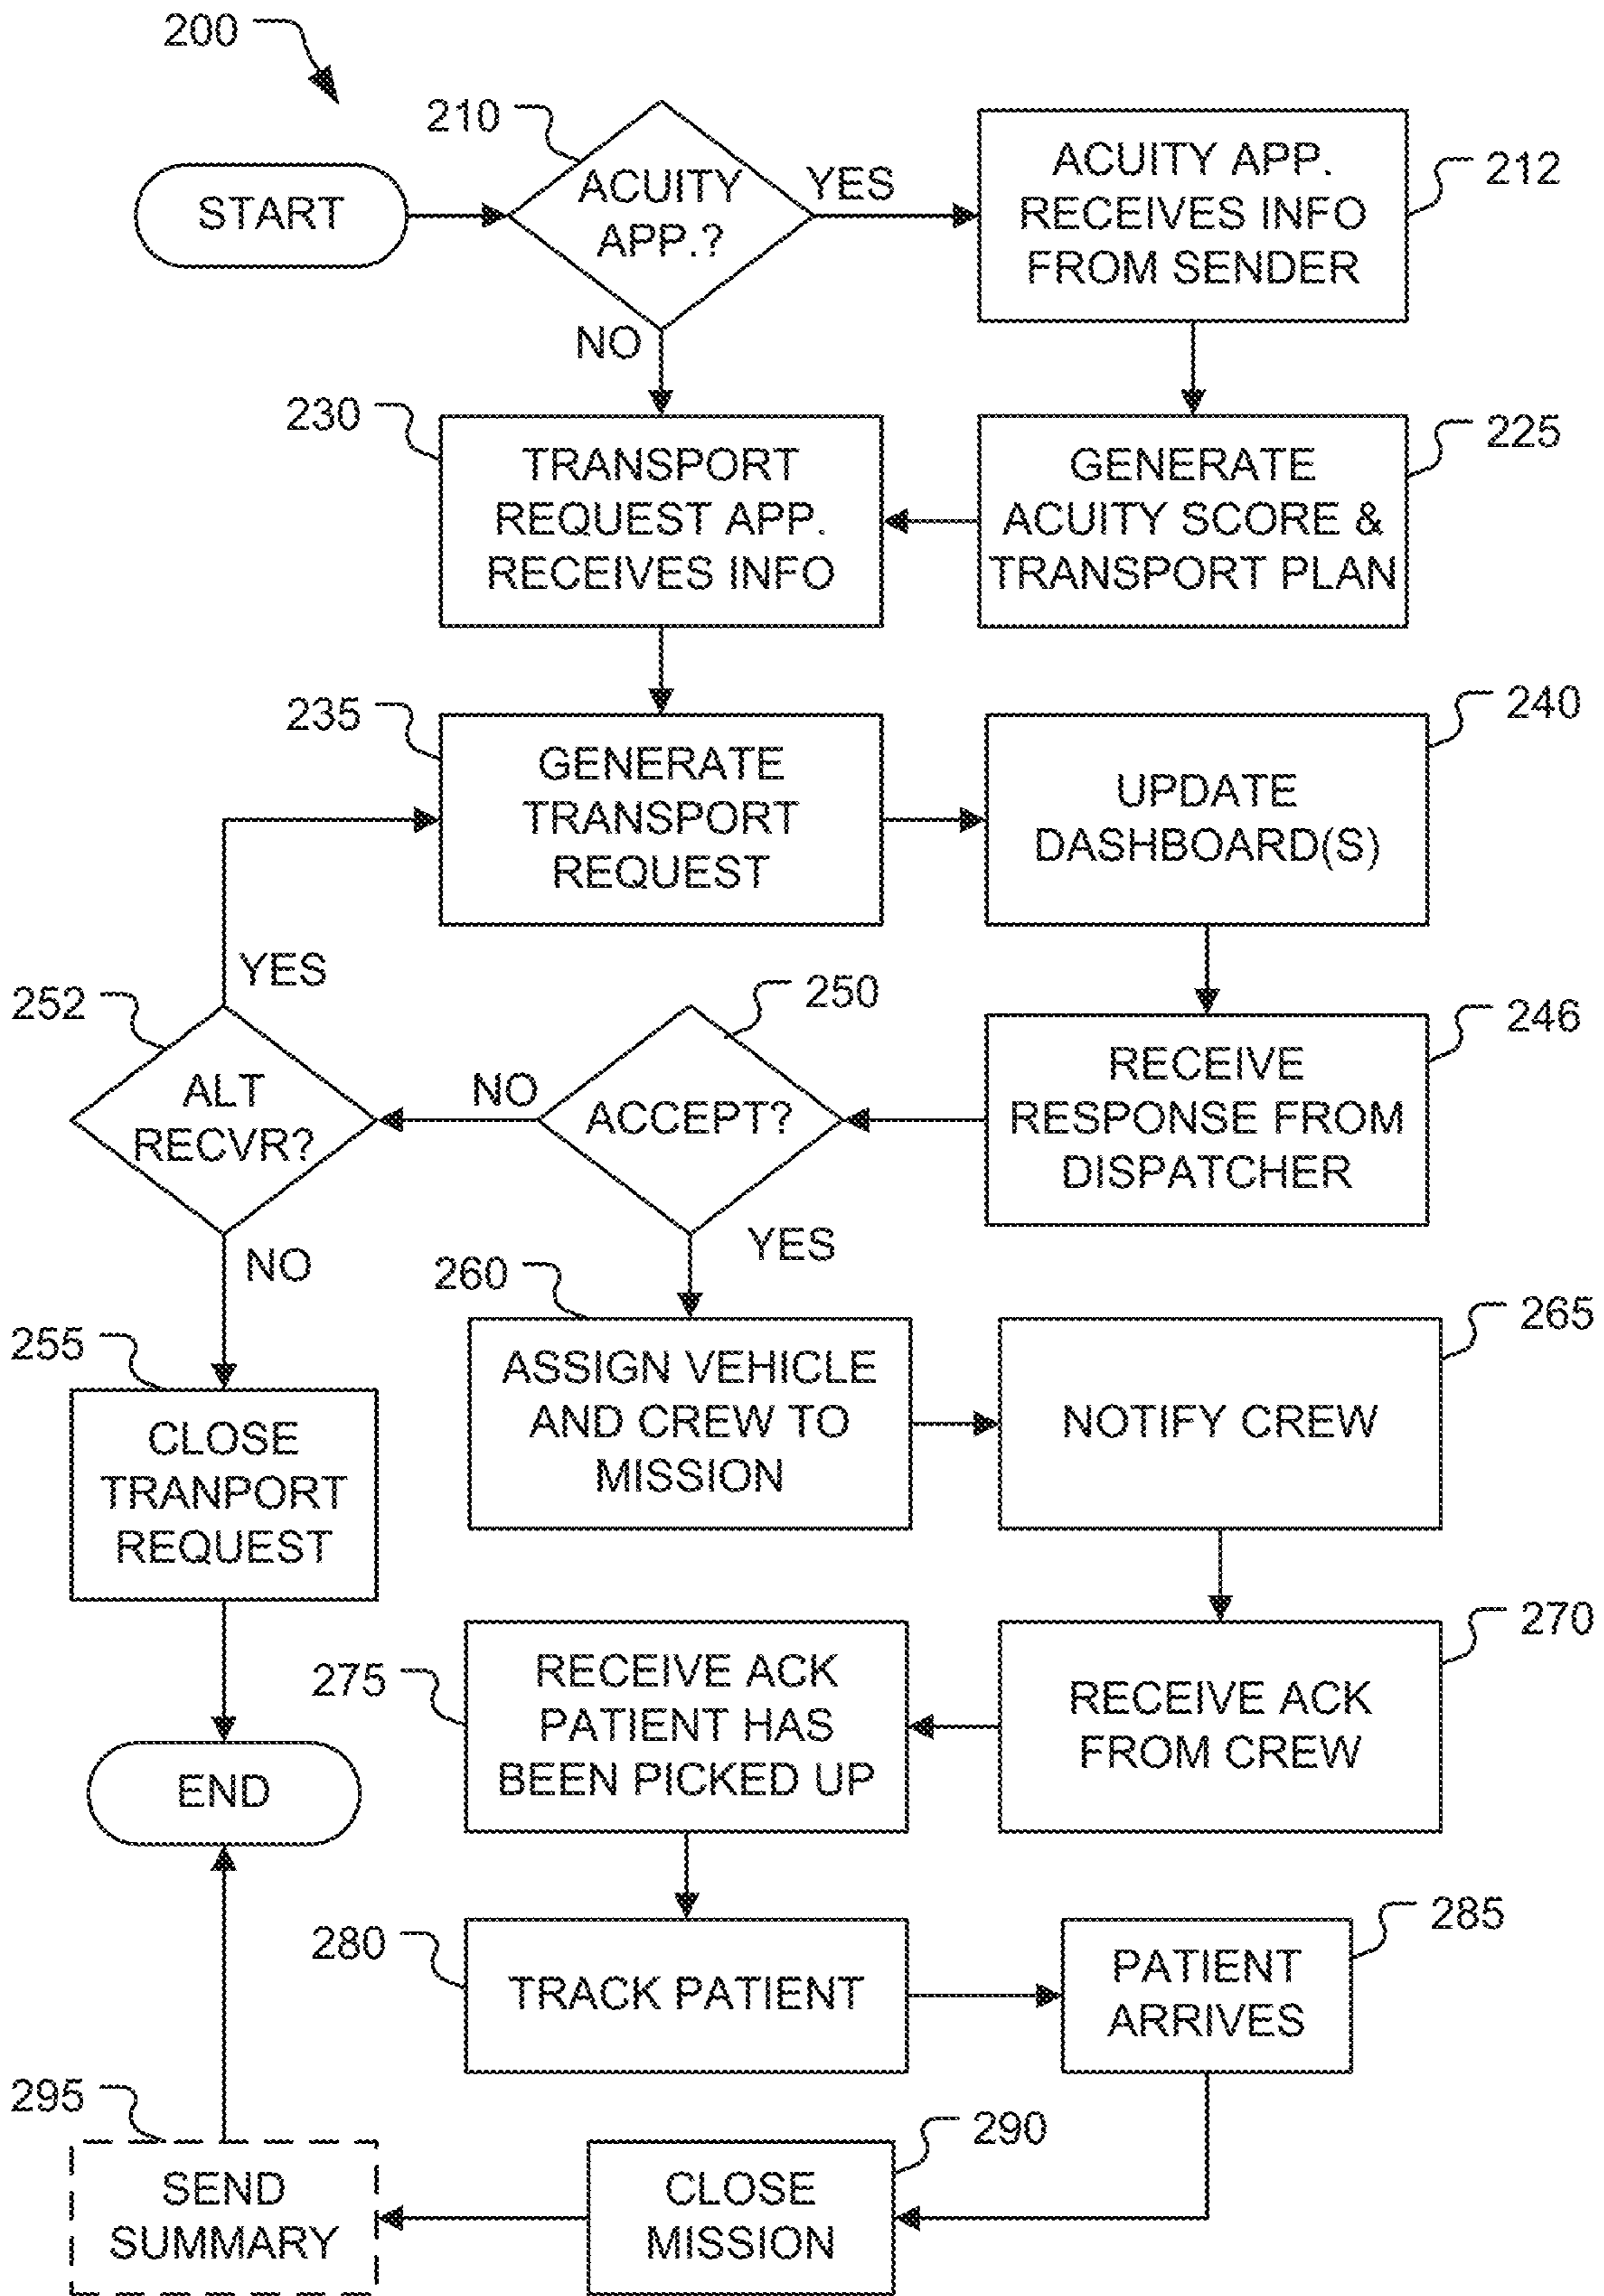 200
START
210
ACUITY
APP.?
YES
NO
ACUITY APP.
RECEIVES INFO
FROM SENDER
212
230
TRANSPORT
REQUEST APP.
RECEIVES INFO
GENERATE
ACUITY SCORE &
TRANSPORT PLAN
225
235
GENERATE
TRANSPORT
REQUEST
UPDATE
DASHBOARD(S)
240
YES
252
ALT
RECVR?
NO
NO
250
ACCEPT?
YES
RECEIVE
RESPONSE FROM
DISPATCHER
246
255
CLOSE
TRANPORT
REQUEST
260
ASSIGN VEHICLE
AND CREW TO
MISSION
NOTIFY CREW
265
275
RECEIVE ACK
PATIENT HAS
BEEN PICKED UP
RECEIVE ACK
FROM CREW
270
END
280
TRACK PATIENT
PATIENT
ARRIVES
285
295
SEND
SUMMARY
CLOSE
MISSION
290